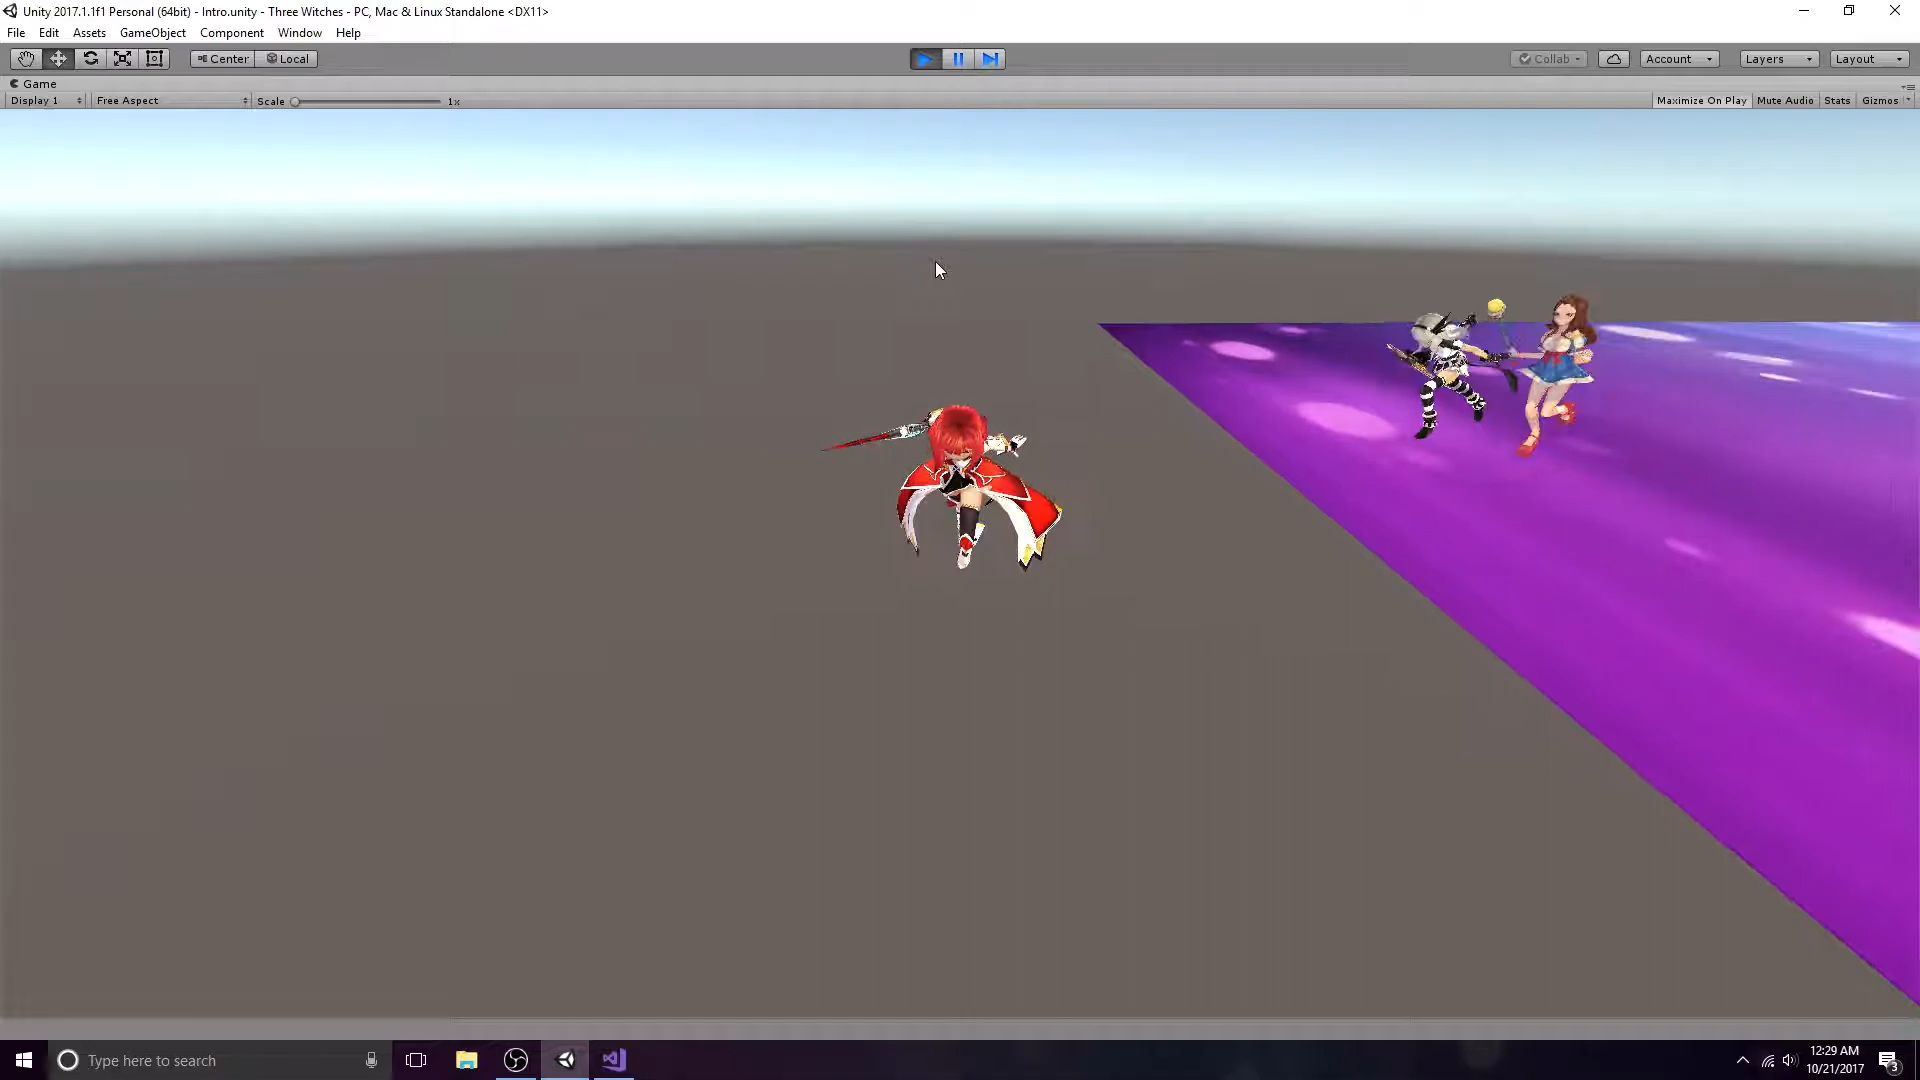 Unity 2017.1.1f1 Personal (64bit) - Intro.unity - Three Witches - PC, Mac & Linux Standalone <DX11>
File Edit Assets GameObject Component Window Help
Center Local Collab Account Layers Layout
Game
Display 1 Free Aspect Scale 1x Maximize On Play Mute Audio Stats Gizmos
Type here to search
12:29 AM
10/21/2017
3